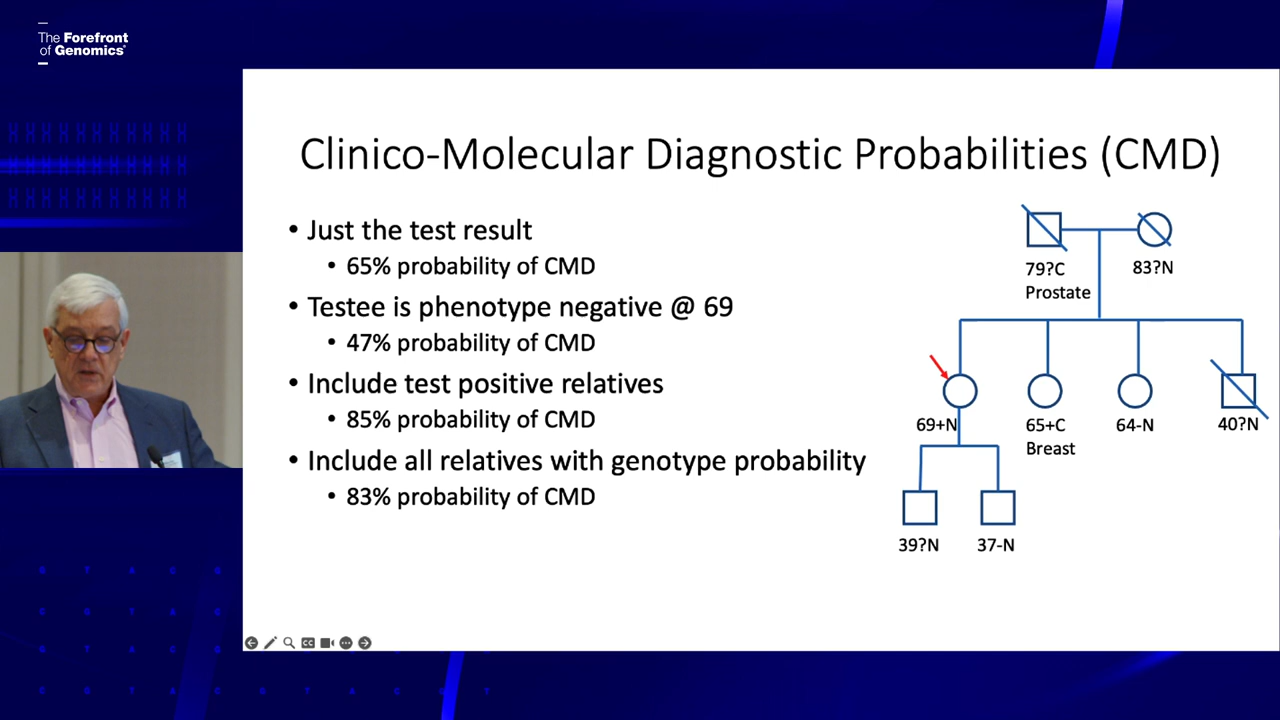 The Forefront
of Genomics®
Clinico-Molecular Diagnostic Probabilities (CMD)
• Just the test result
• 65% probability of CMD
• Testee is phenotype negative @ 69
• 47% probability of CMD
• Include test positive relatives
• 85% probability of CMD
• Include all relatives with genotype probability
• 83% probability of CMD
79?C
Prostate
83?N
69+N
65+C
Breast
64-N
40?N
39?N
37-N
CC